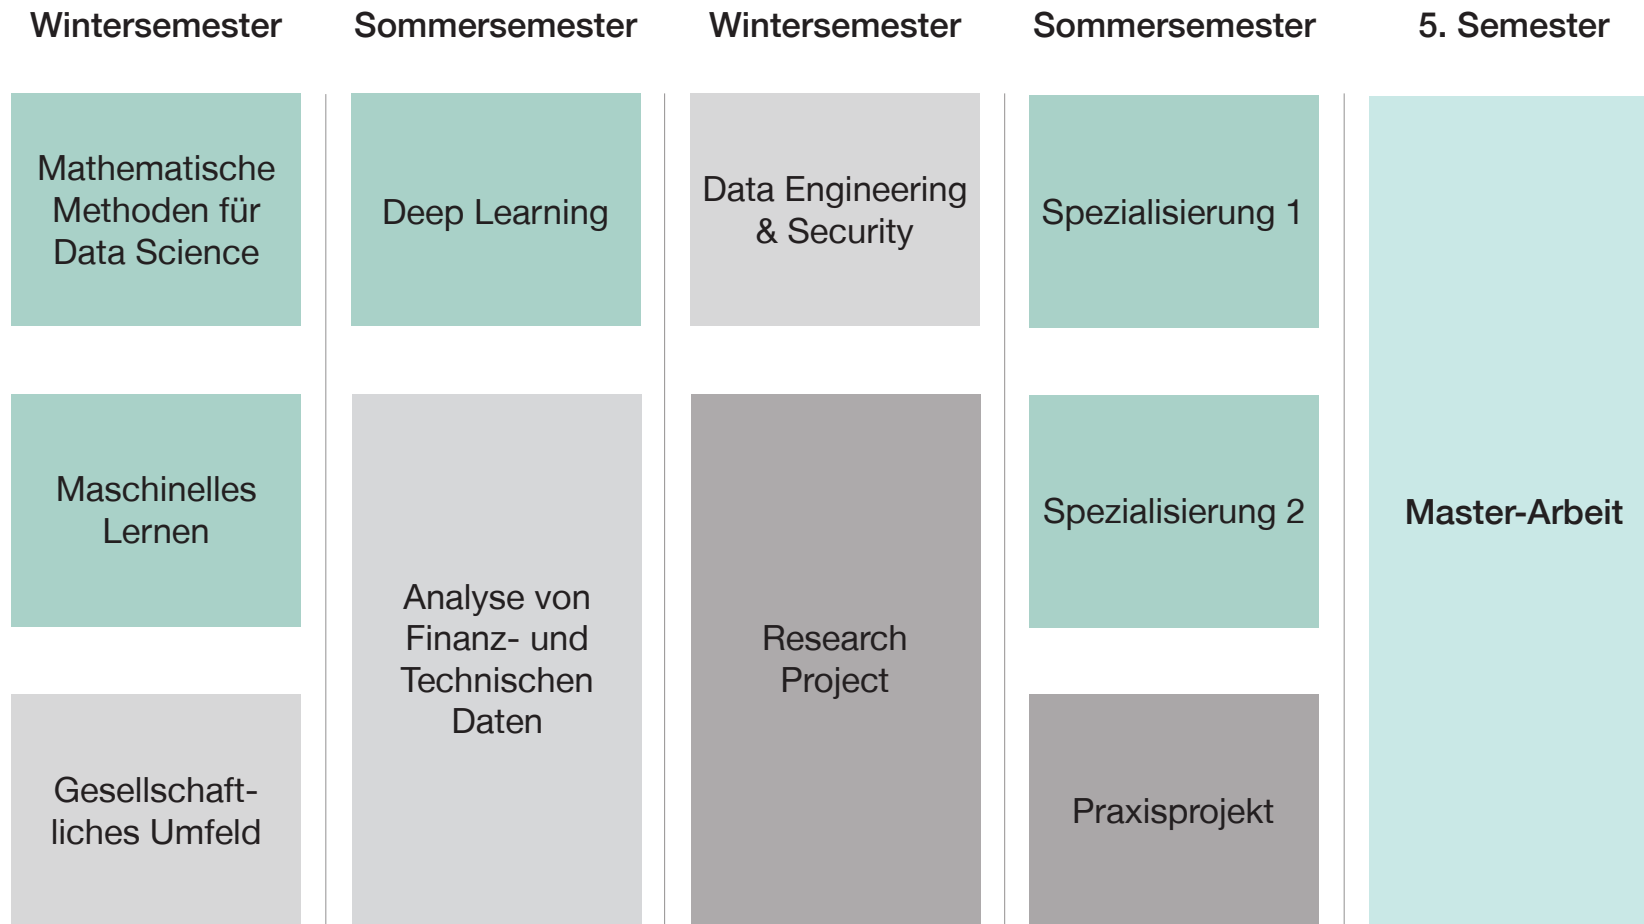 Wintersemester
Sommersemester
Wintersemester
Sommersemester
5. Semester
Mathematische
Methoden für
Data Science
Deep Learning
Data Engineering
& Security
Spezialisierung 1
Maschinelles
Lernen
Analyse von
Finanz- und
Technischen
Daten
Research
Project
Spezialisierung 2
Master-Arbeit
Gesellschaft-
liches Umfeld
Praxisprojekt